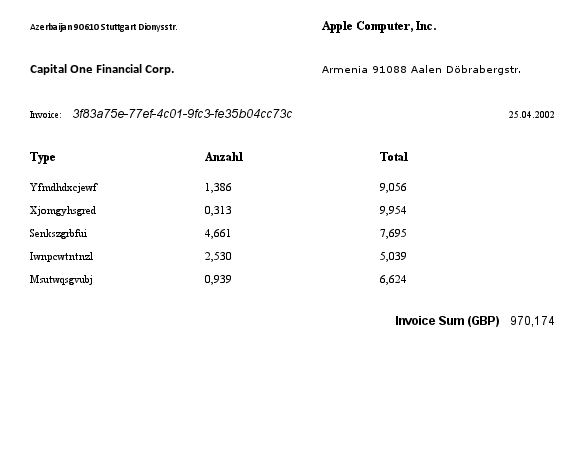 Azerbaijan 90610 Stuttgart Dionysstr.
Apple Computer, Inc.
Capital One Financial Corp.
Armenia 91088 Aalen Döbrabergstr.
Invoice: 3f83a75e-77ef-4c01-9fc3-fe35b04cc73c 25.04.2002
Type Anzahl Total
Yfmdhdxcjewf 1,386 9,056
Xjomgyhsgred 0,313 9,954
Senkszgrbfui 4,661 7,695
Iwnpcwtntnzl 2,530 5,039
Msutwqsgvubj 0,939 6,624
Invoice Sum (GBP) 970,174